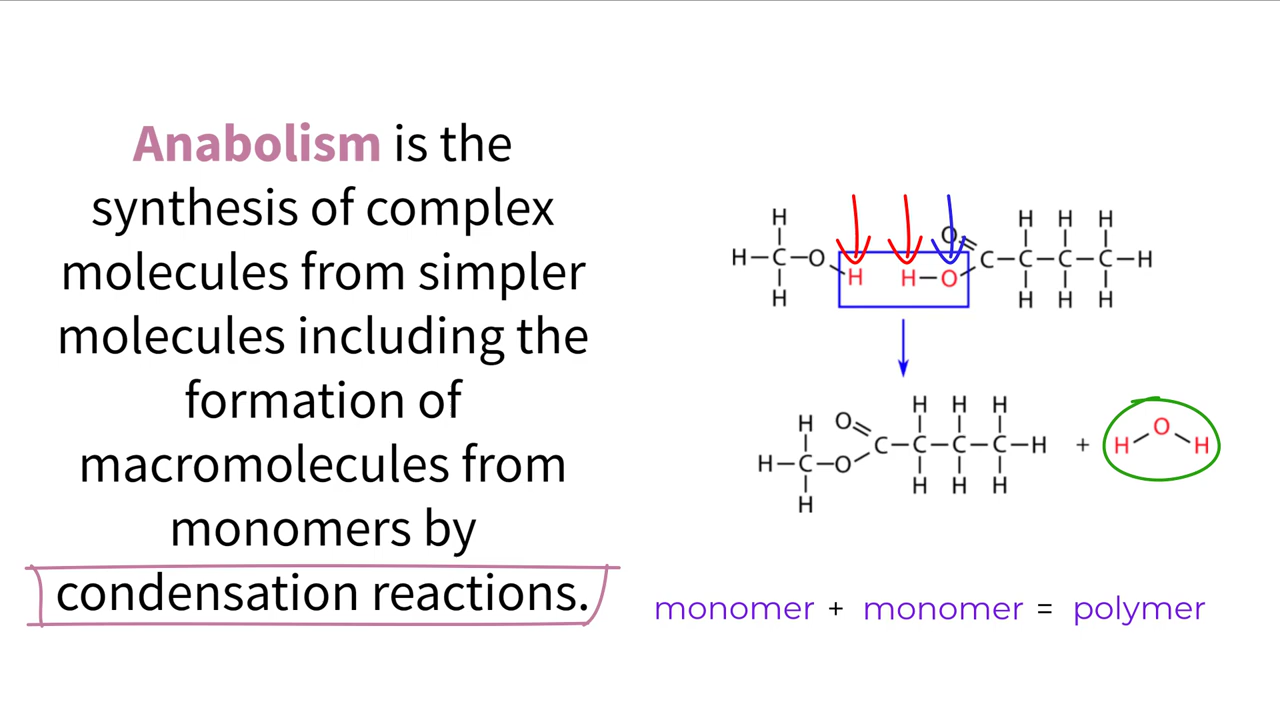 Anabolism is the
synthesis of complex
molecules from simpler
molecules including the
formation of
macromolecules from
monomers by
condensation reactions.
H H H H
O
H–C–O H H–O C–C–C–C–H
H H H H
H H H
H O
C–C–C–C–H + H O H
H–C–O
H H H
H
monomer + monomer = polymer